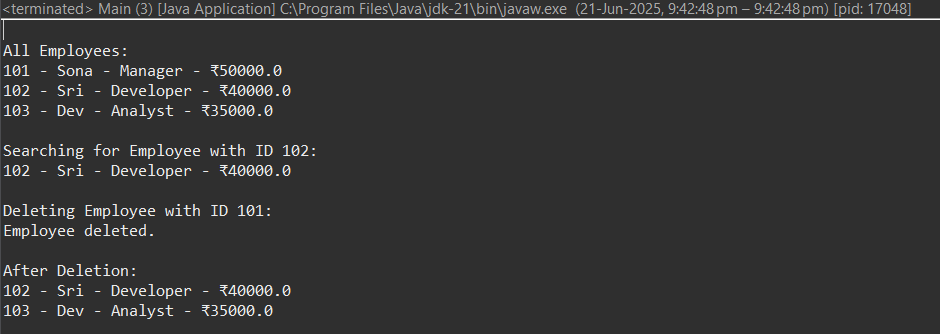 <terminated> Main (3) [Java Application] C:\Program Files\Java\jdk-21\bin\javaw.exe  (21-Jun-2025, 9:42:48 pm – 9:42:48 pm) [pid: 17048]
All Employees:
101 - Sona - Manager - ₹50000.0
102 - Sri - Developer - ₹40000.0
103 - Dev - Analyst - ₹35000.0
Searching for Employee with ID 102:
102 - Sri - Developer - ₹40000.0
Deleting Employee with ID 101:
Employee deleted.
After Deletion:
102 - Sri - Developer - ₹40000.0
103 - Dev - Analyst - ₹35000.0